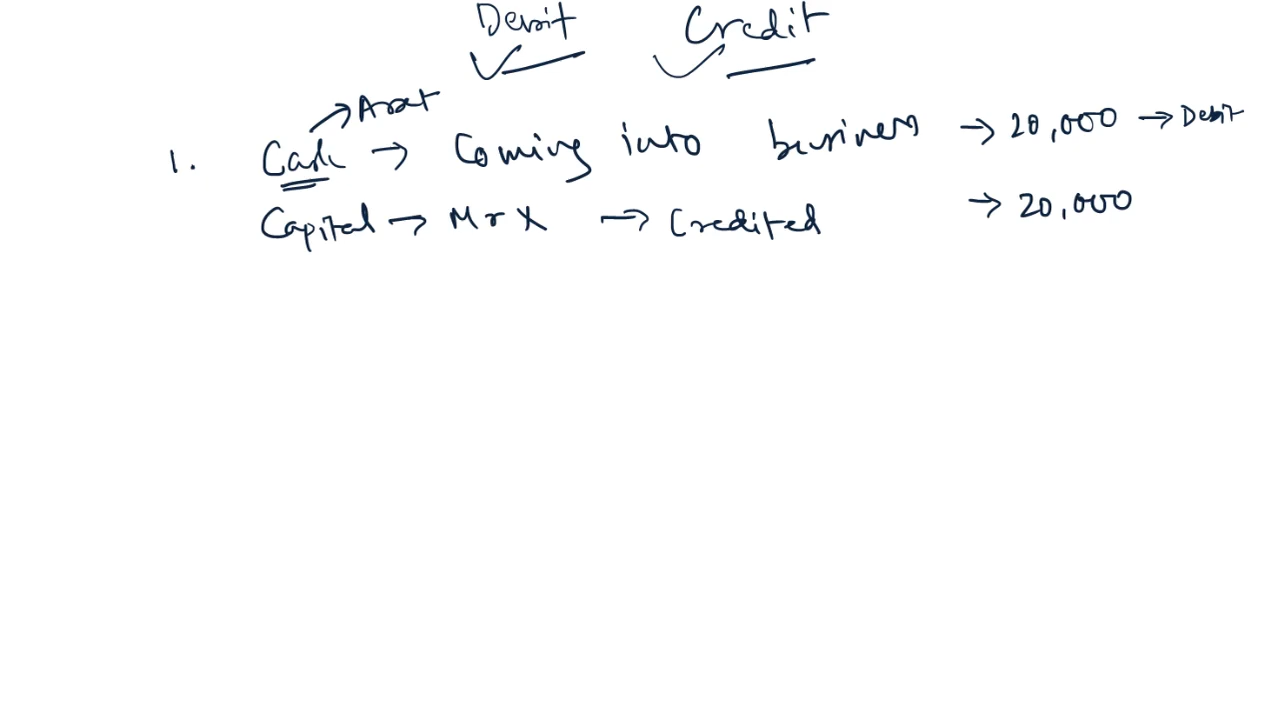 Debit Credit
→ Asset
1. Cash → Coming into business → 20,000 → Debit
Capital → Mr X → Credited → 20,000